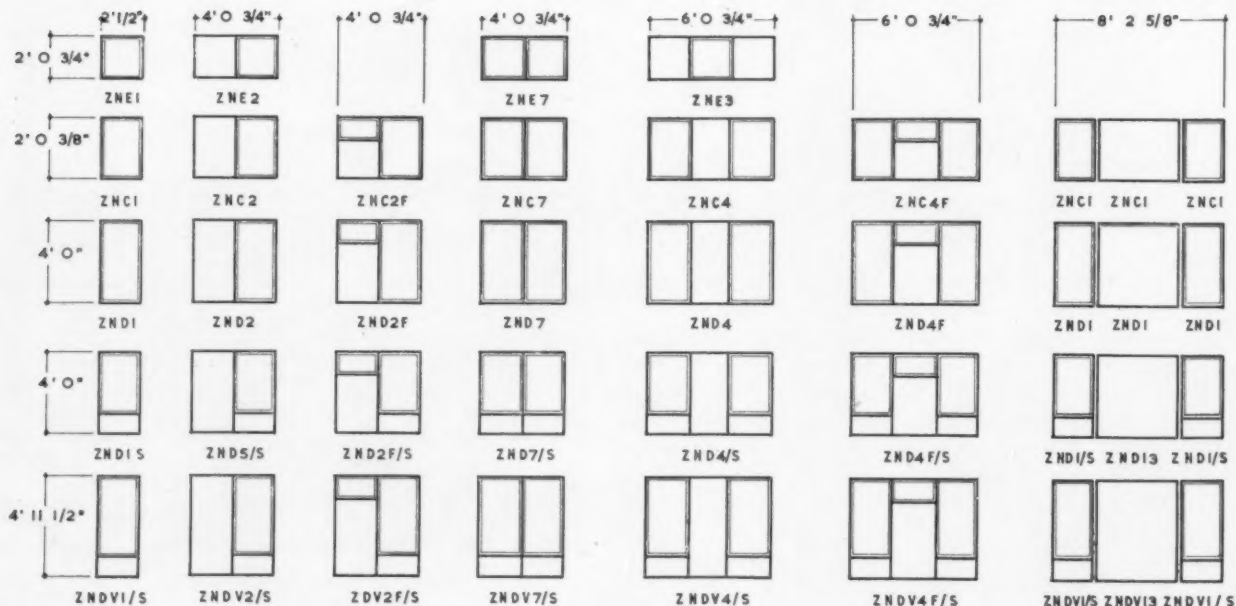 2' 1/2" 4' 0 3/4" 4' 0 3/4" 4' 0 3/4" 6' 0 3/4" 6' 0 3/4" 8' 2 5/8"
2' 0 3/4"
ZNE1 ZNE2 ZNE7 ZNE3
2' 0 3/8"
ZNC1 ZNC2 ZNC2F ZNC7 ZNC4 ZNC4F ZNC1 ZNC1 ZNC1
4' 0"
ZND1 ZND2 ZND2F ZND7 ZND4 ZND4F ZND1 ZND1 ZND1
4' 0"
ZND1S ZND5/S ZND2F/S ZND7/S ZND4/S ZND4F/S ZND1/S ZND13 ZND1/S
4' 11 1/2"
ZNDV1/S ZNDV2/S ZDV2F/S ZNDV7/S ZNDV4/S ZNDV4F/S ZNDV1/S ZNDV13 ZNDV1/S